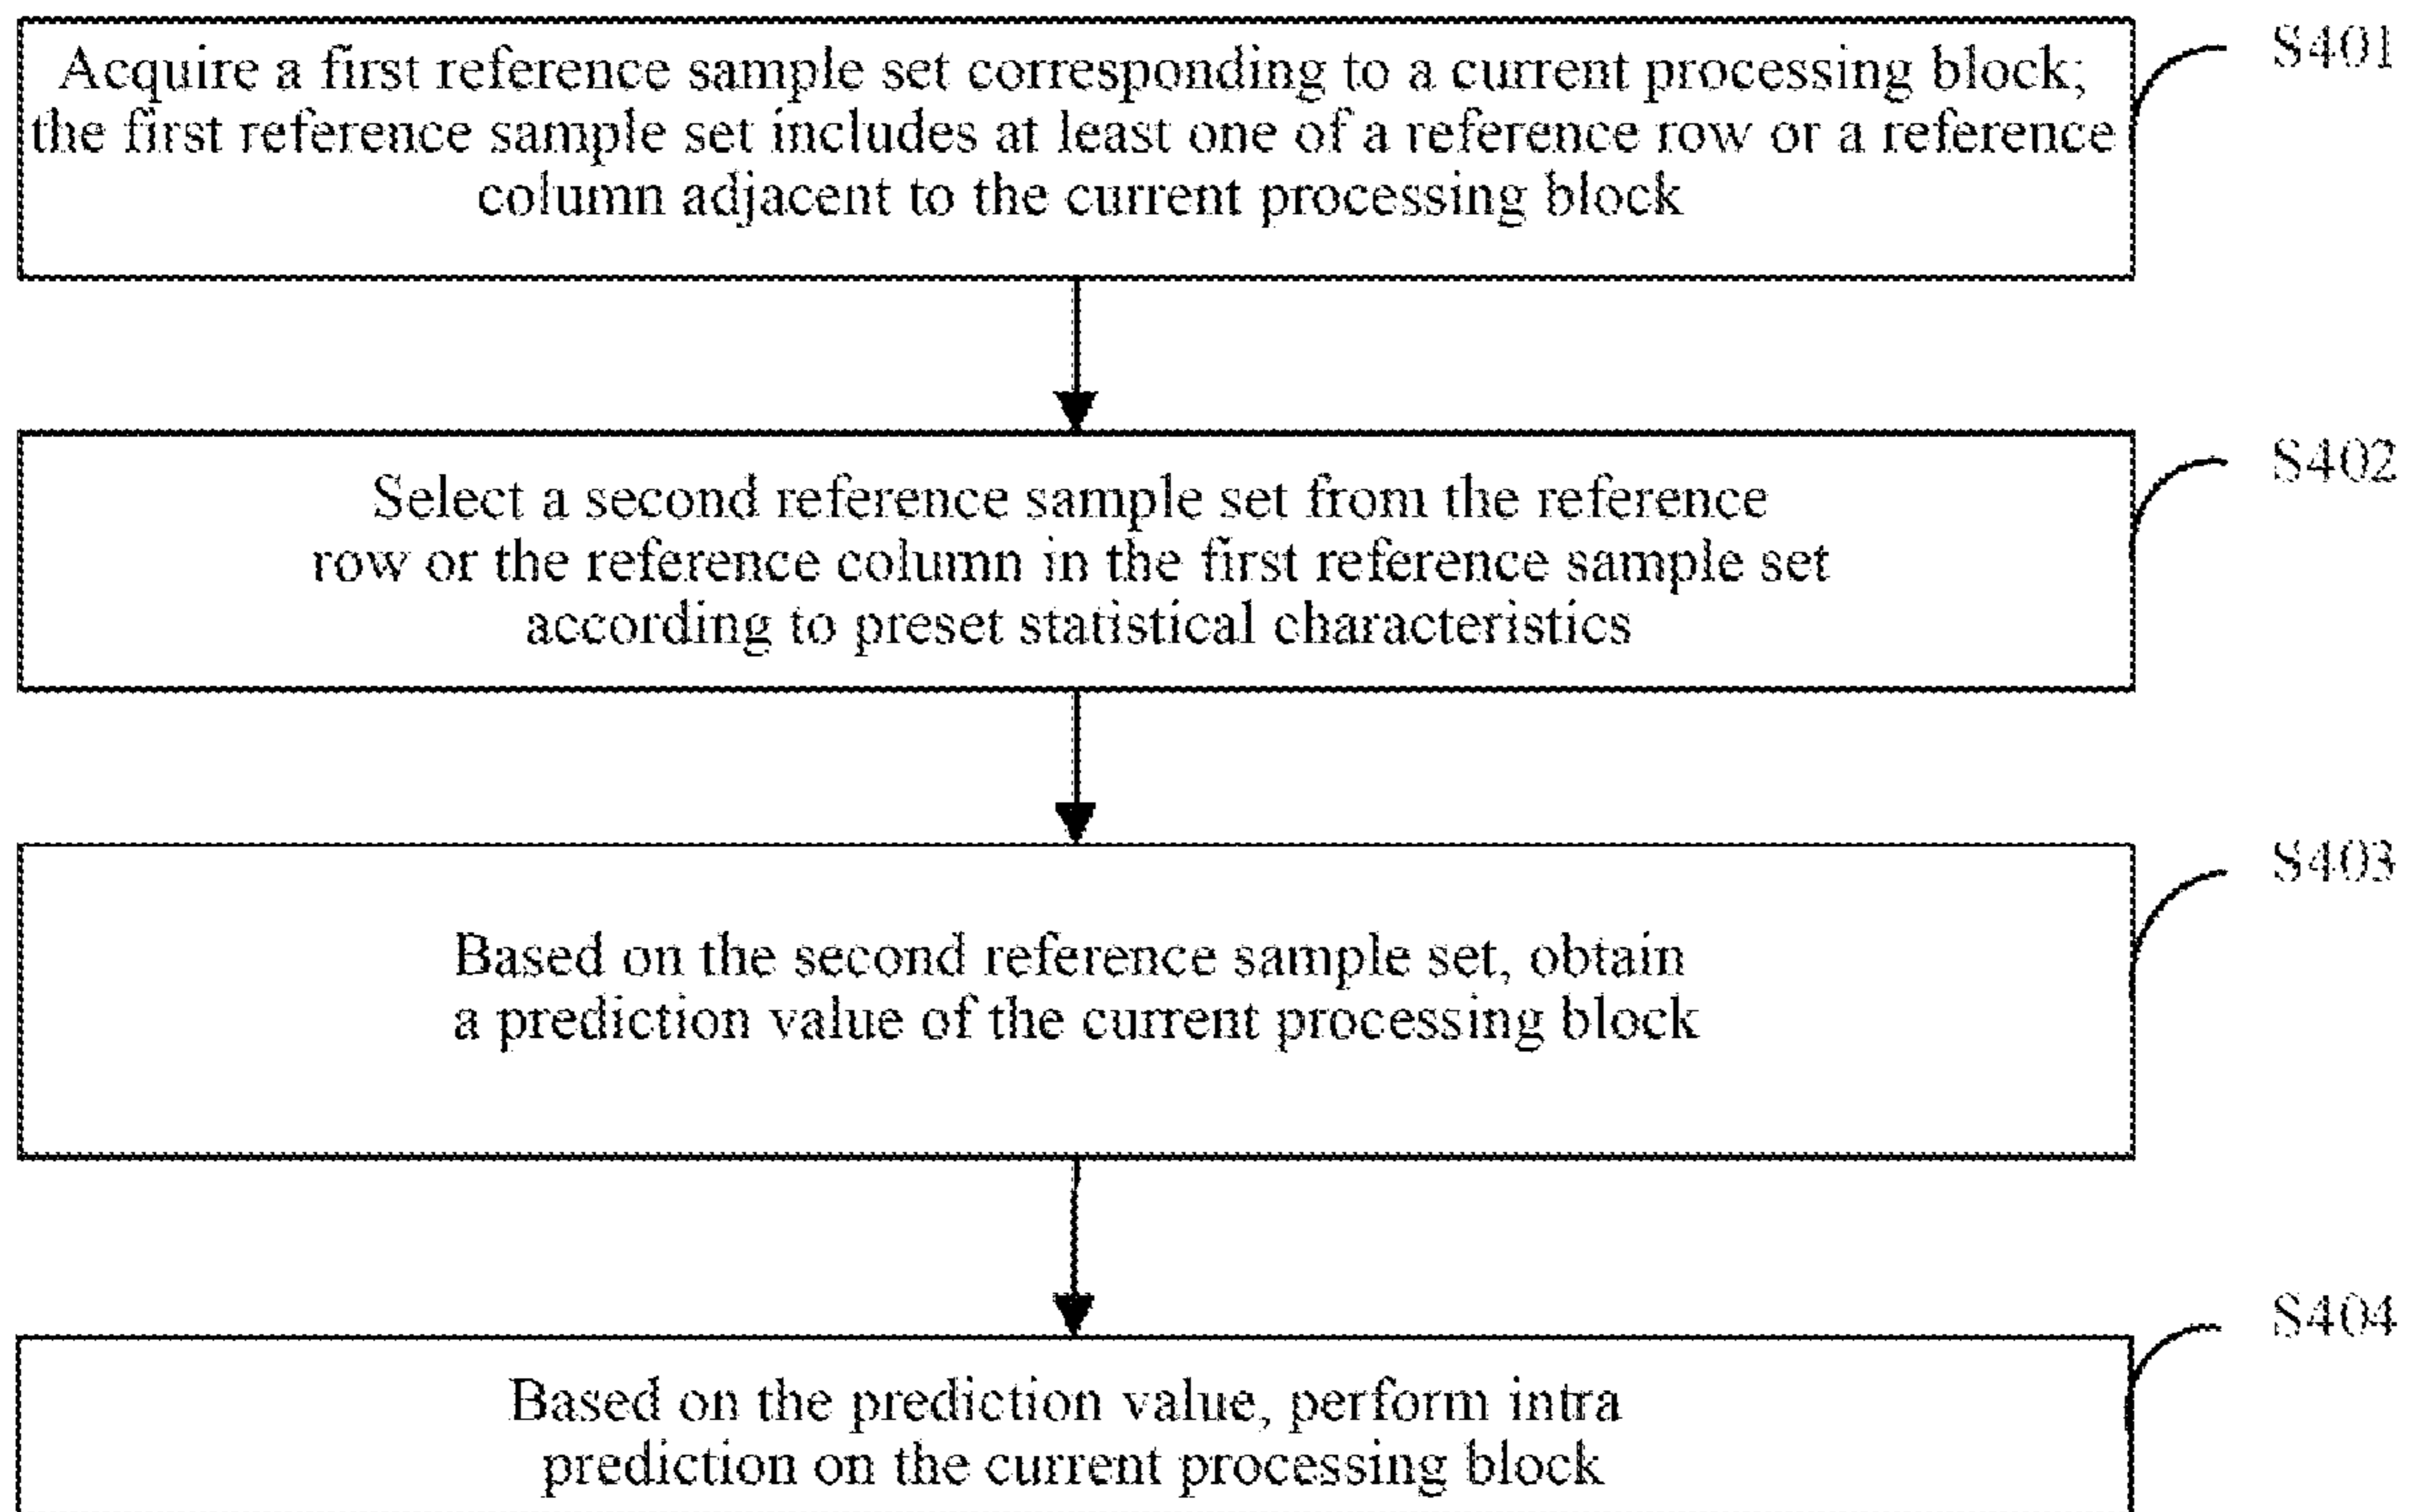 Acquire a first reference sample set corresponding to a current processing block;
the first reference sample set includes at least one of a reference row or a reference
column adjacent to the current processing block
S401
Select a second reference sample set from the reference
row or the reference column in the first reference sample set
according to preset statistical characteristics
S402
Based on the second reference sample set, obtain
a prediction value of the current processing block
S403
Based on the prediction value, perform intra
prediction on the current processing block
S404